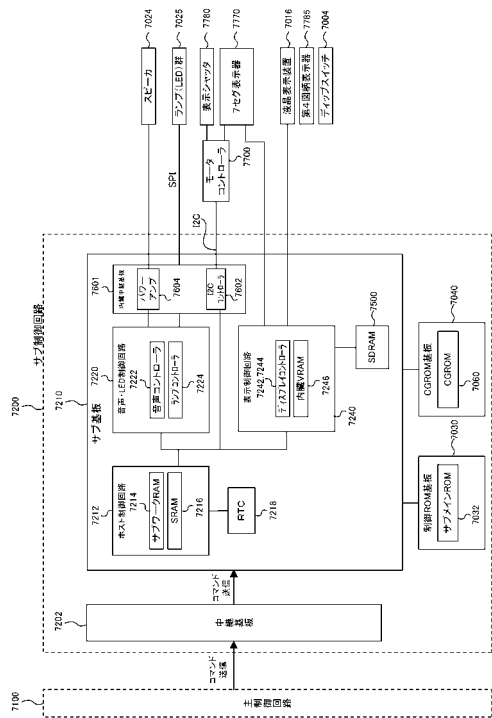 7100
主制御回路
コマンド
送信
7200
サブ制御回路
7202
中継基板
コマンド
送信
7210
サブ基板
7212
ホスト制御回路
7214
サブワークRAM
SRAM
7216
RTC
7218
7220
音声・LED制御回路
7222
音声コントローラ
ランプコントローラ
7224
表示制御回路
7242,7244
ディスプレイコントローラ
内臓VRAM
7246
7240
7601
内臓中継基板
パワー
アンプ
7604
I2C
コントローラ
7602
SDRAM
7500
制御ROM基板
7030
サブメインROM
7032
CGROM基板
7040
CGROM
7060
SPI
I2C
モータ
コントローラ
7700
スピーカ
7024
ランプ(LED)群
7025
表示シャッタ
7780
7セグ表示器
7770
液晶表示装置
7016
第4図柄表示器
7785
ディップスイッチ
7004